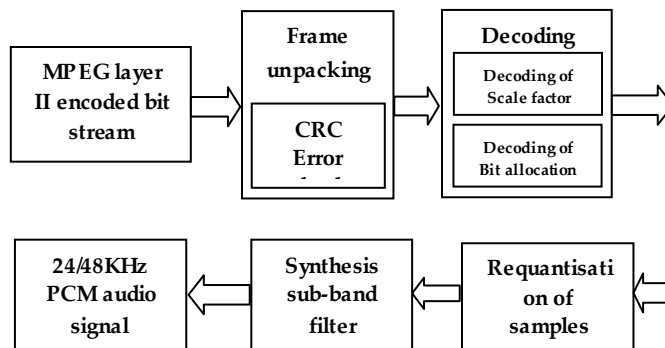 MPEG layer
II encoded bit
stream
Frame
unpacking
CRC
Error
Decoding
Decoding of
Scale factor
Decoding of
Bit allocation
24/48KHz
PCM audio
signal
Synthesis
sub-band
filter
Requantisati
on of
samples